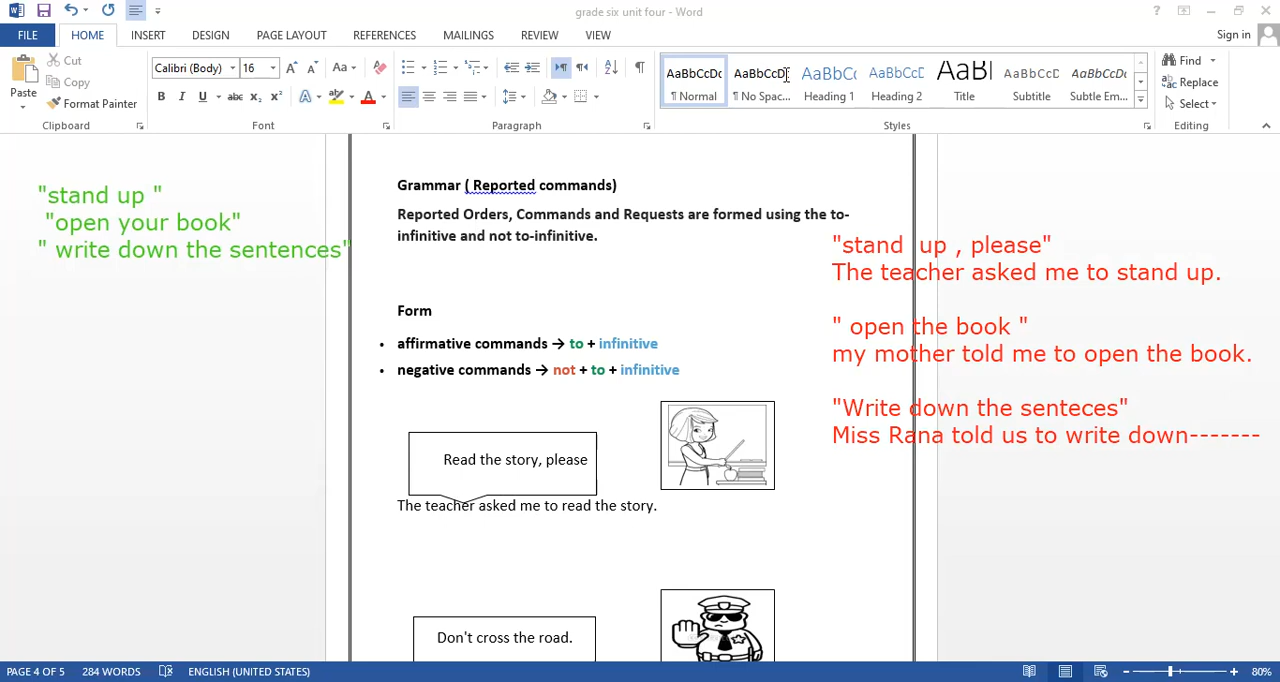 grade six unit four - Word
Sign in
FILE HOME INSERT DESIGN PAGE LAYOUT REFERENCES MAILINGS REVIEW VIEW
Paste
Cut
Copy
Format Painter
Clipboard
Calibri (Body) 16
Font
Paragraph
AaBbCcDc AaBbCcDc AaBbCc AaBbCcD AaBl AaBbCcD AaBbCcDc
¶ Normal ¶ No Spac... Heading 1 Heading 2 Title Subtitle Subtle Em...
Styles
Find
Replace
Select
Editing
"stand up "
"open your book"
" write down the sentences"
Grammar ( Reported commands)
Reported Orders, Commands and Requests are formed using the to-
infinitive and not to-infinitive.
Form
• affirmative commands → to + infinitive
• negative commands → not + to + infinitive
Read the story, please
The teacher asked me to read the story.
Don't cross the road.
"stand  up , please"
The teacher asked me to stand up.
" open the book "
my mother told me to open the book.
"Write down the senteces"
Miss Rana told us to write down-------
PAGE 4 OF 5 284 WORDS ENGLISH (UNITED STATES) 80%